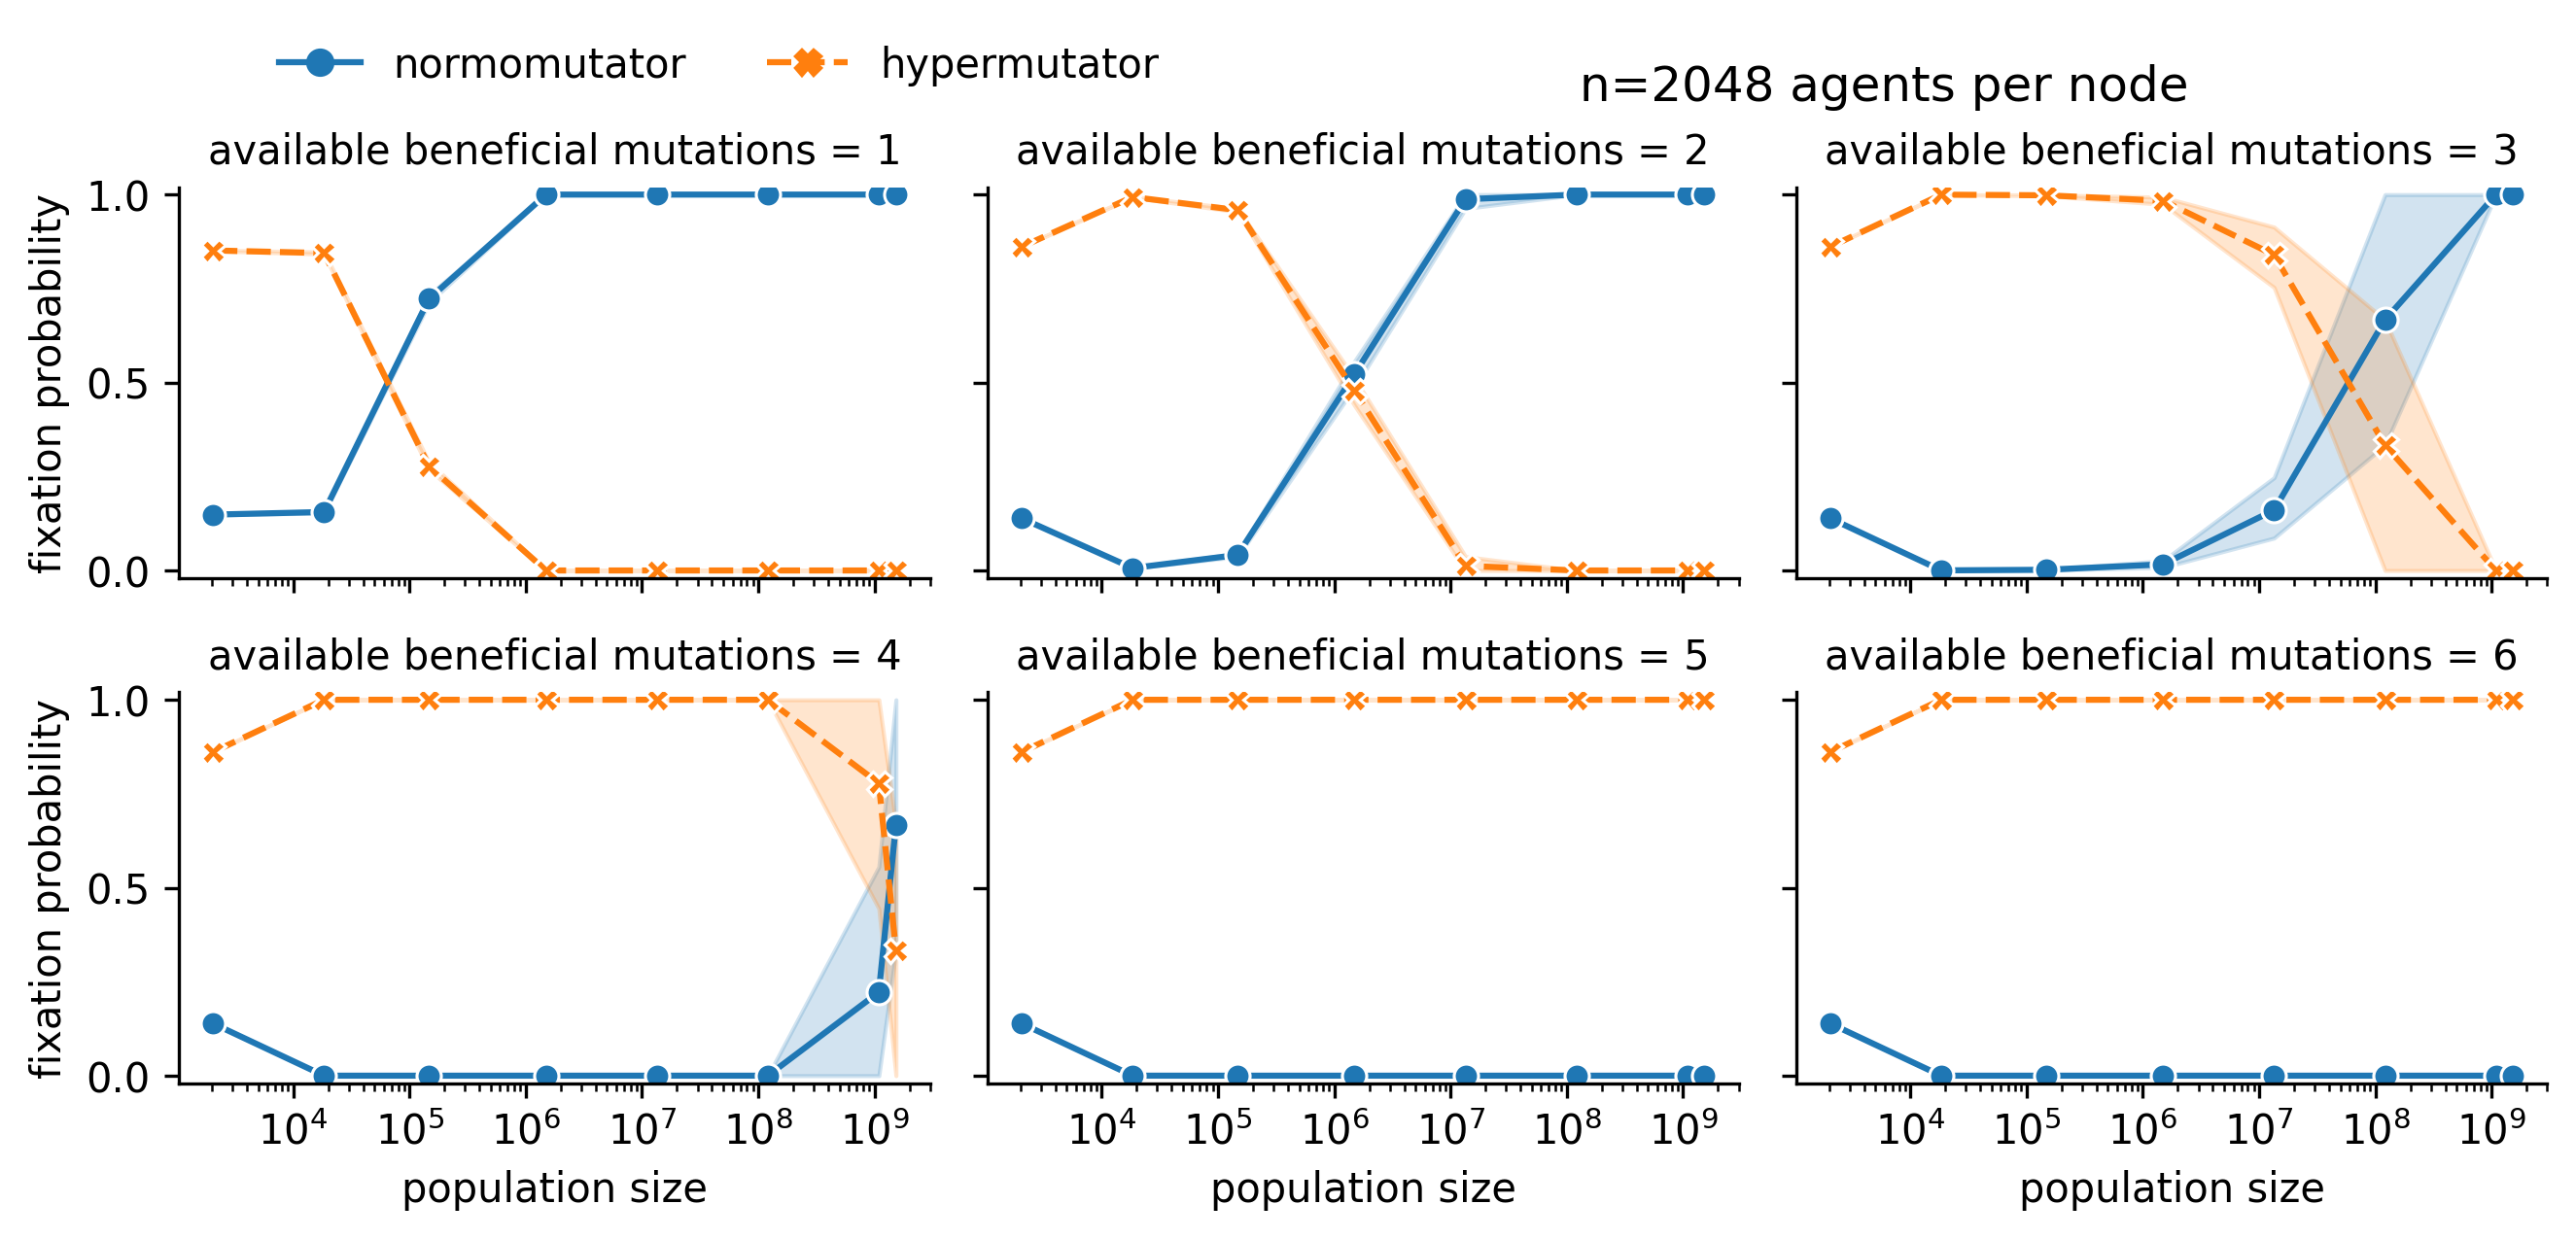 normomutator hypermutator
n=2048 agents per node
available beneficial mutations = 1 available beneficial mutations = 2 available beneficial mutations = 3
1.0
0.5
0.0
fixation probability
available beneficial mutations = 4 available beneficial mutations = 5 available beneficial mutations = 6
1.0
0.5
0.0
fixation probability
10⁴ 10⁵ 10⁶ 10⁷ 10⁸ 10⁹ 10⁴ 10⁵ 10⁶ 10⁷ 10⁸ 10⁹ 10⁴ 10⁵ 10⁶ 10⁷ 10⁸ 10⁹
population size population size population size